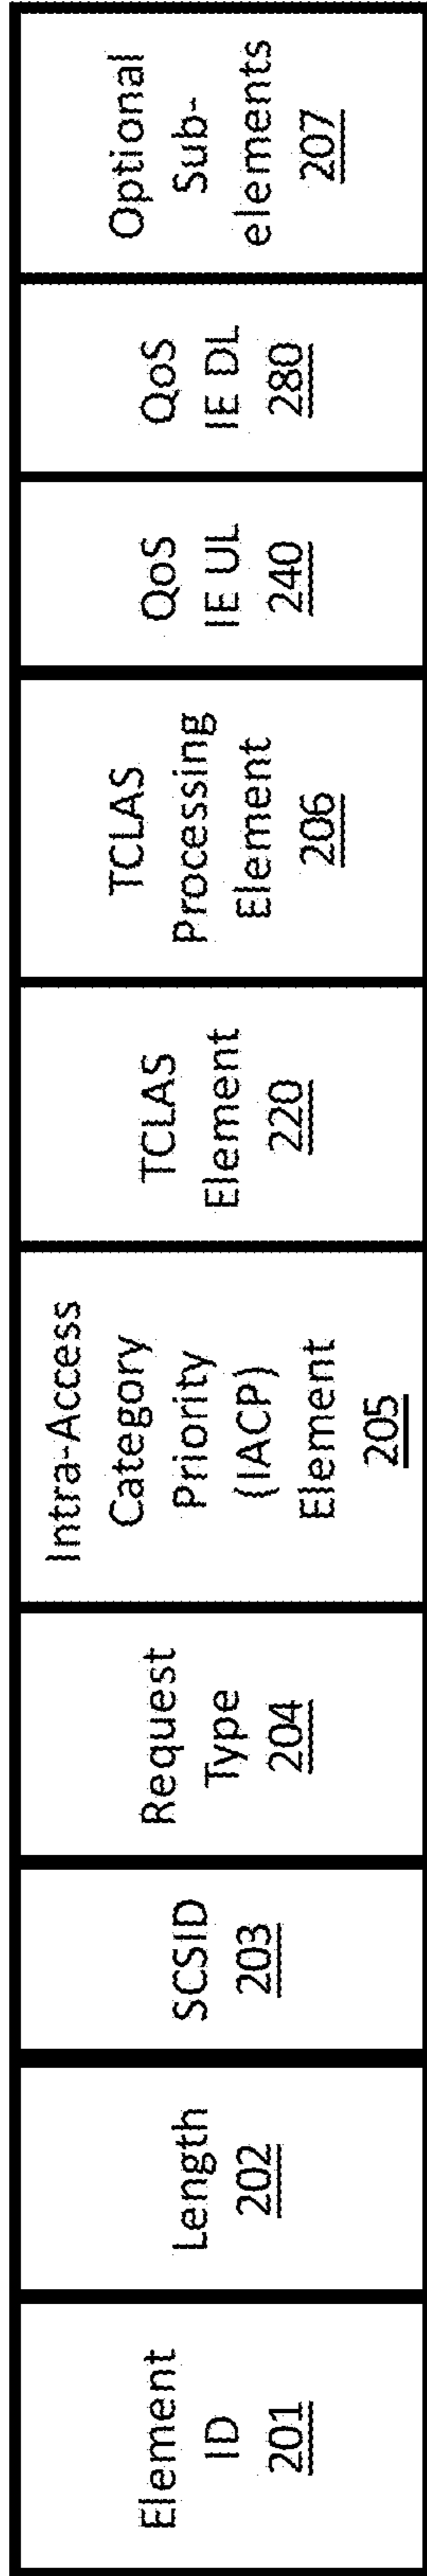 Element
ID
201
Length
202
SCSID
203
Request
Type
204
Intra-Access
Category
Priority
(IACP)
Element
205
TCLAS
Element
220
TCLAS
Processing
Element
206
QoS
IE UL
240
QoS
IE DL
280
Optional
Sub-
elements
207